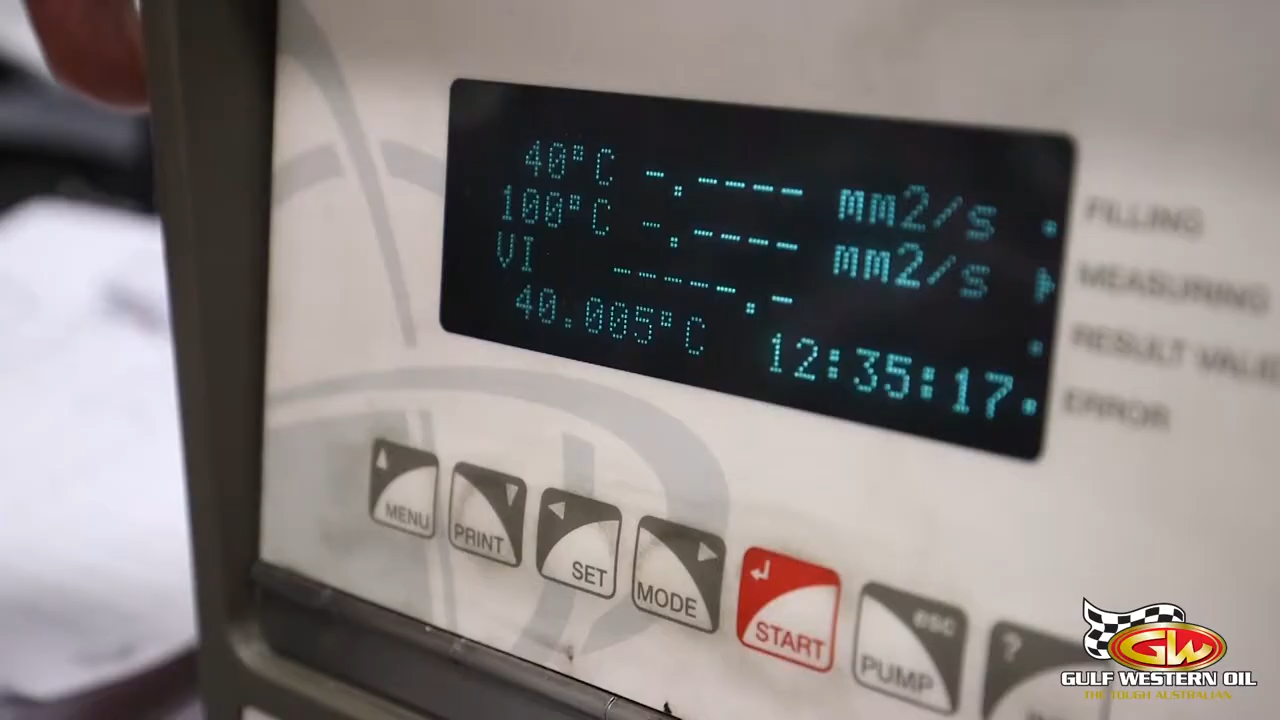 40°C -.---- mm2/s
100°C -.---- mm2/s
VI ----.-
40.005°C 12:35:17
FILLING
MEASURING
RESULT VALID
ERROR
MENU
PRINT
SET
MODE
START
ESC
PUMP
?
GW
GULF WESTERN OIL
THE TOUGH AUSTRALIAN